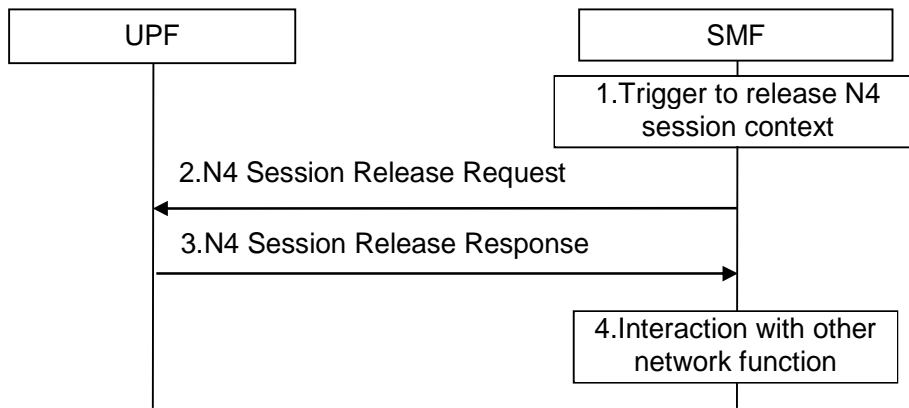 UPF
SMF
1.Trigger to release N4
session context
2.N4 Session Release Request
3.N4 Session Release Response
4.Interaction with other
network function